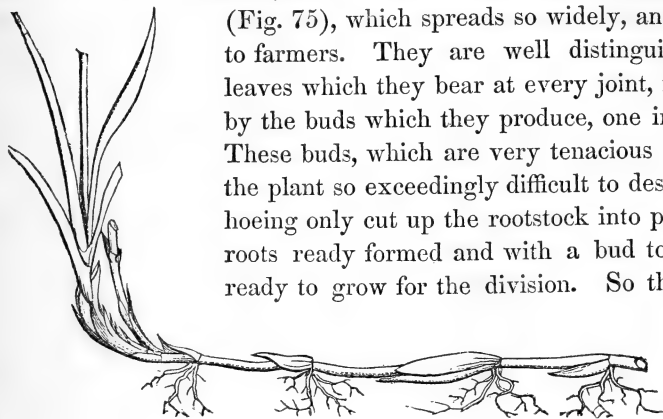 (Fig. 75), which spreads so widely, an
to farmers. They are well distingui
leaves which they bear at every joint,
by the buds which they produce, one i
These buds, which are very tenacious
the plant so exceedingly difficult to des
hoeing only cut up the rootstock into p
roots ready formed and with a bud to
ready to grow for the division. So th